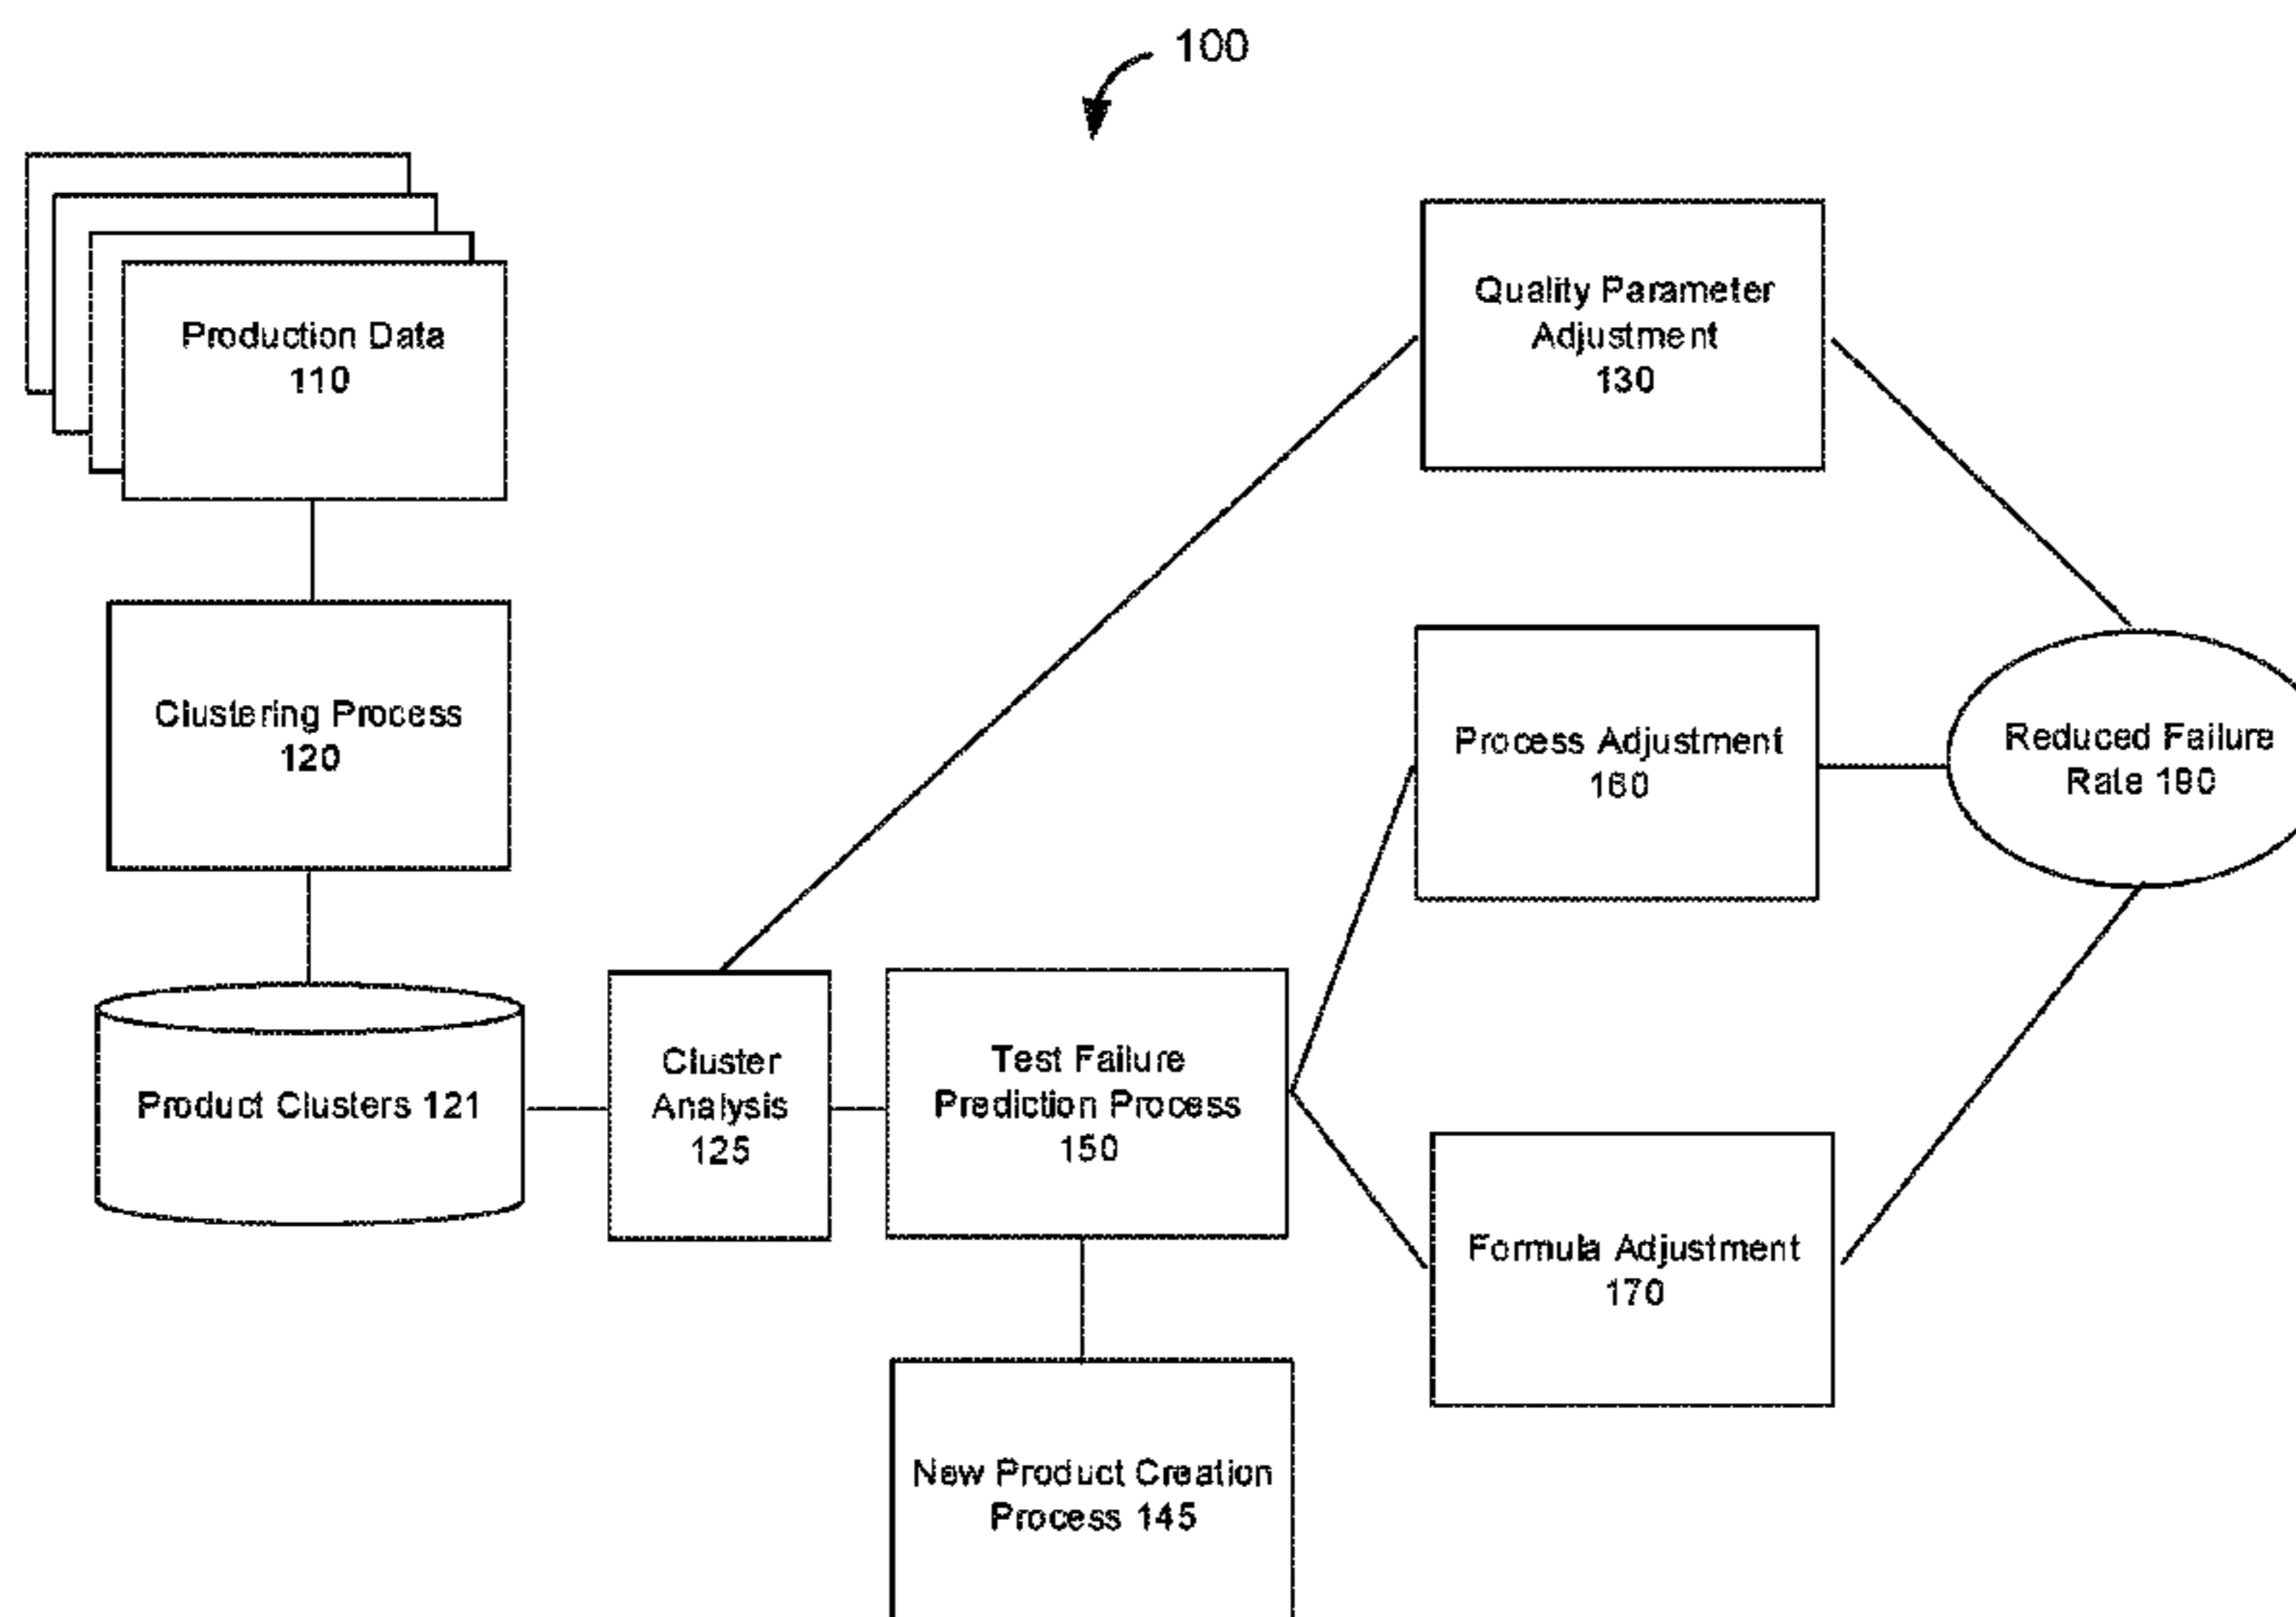 100
Production Data
110
Quality Parameter
Adjustment
130
Clustering Process
120
Process Adjustment
160
Reduced Failure
Rate 190
Product Clusters 121
Cluster
Analysis
125
Test Failure
Prediction Process
150
Formula Adjustment
170
New Product Creation
Process 145